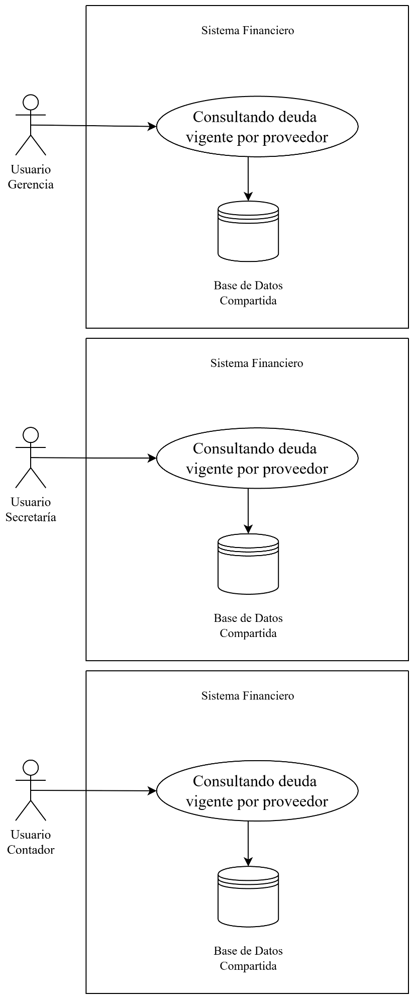 Sistema Financiero
Consultando deuda
vigente por proveedor
Usuario
Gerencia
Base de Datos
Compartida
Sistema Financiero
Consultando deuda
vigente por proveedor
Usuario
Secretaría
Base de Datos
Compartida
Sistema Financiero
Consultando deuda
vigente por proveedor
Usuario
Contador
Base de Datos
Compartida